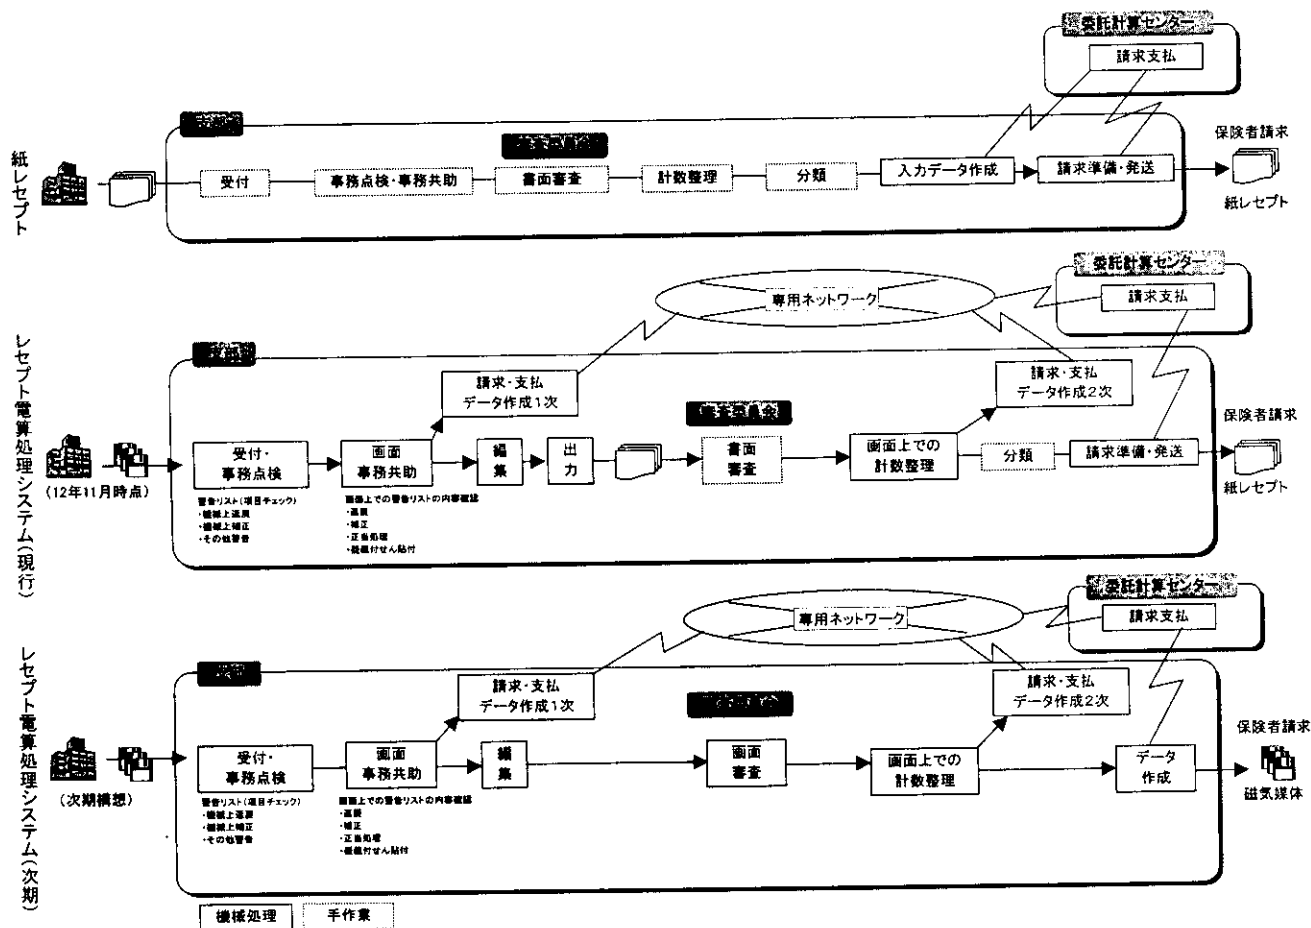 委託計算センター
請求支払
紙レセプト
受付
事務点検・事務共助
書面審査
計数整理
分類
入力データ作成
請求準備・発送
保険者請求
紙レセプト
委託計算センター
専用ネットワーク
請求支払
レセプト電算処理システム(現行)
(12年11月時点)
請求・支払
データ作成1次
請求・支払
データ作成2次
審査委員会
受付・
事務点検
画面
事務共助
編集
出力
書面
審査
画面上での
計数整理
分類
請求準備・発送
保険者請求
紙レセプト
警告リスト(項目チェック)
・機械上返戻
・機械上補正
・その他警告
画面上での警告リストの内容確認
・返戻
・補正
・正当処理
・疑義付せん貼付
委託計算センター
専用ネットワーク
請求支払
レセプト電算処理システム(次期)
(次期構想)
請求・支払
データ作成1次
請求・支払
データ作成2次
受付・
事務点検
画面
事務共助
編集
画面
審査
画面上での
計数整理
データ
作成
保険者請求
磁気媒体
警告リスト(項目チェック)
・機械上返戻
・機械上補正
・その他警告
画面上での警告リストの内容確認
・返戻
・補正
・正当処理
・疑義付せん貼付
機械処理
手作業